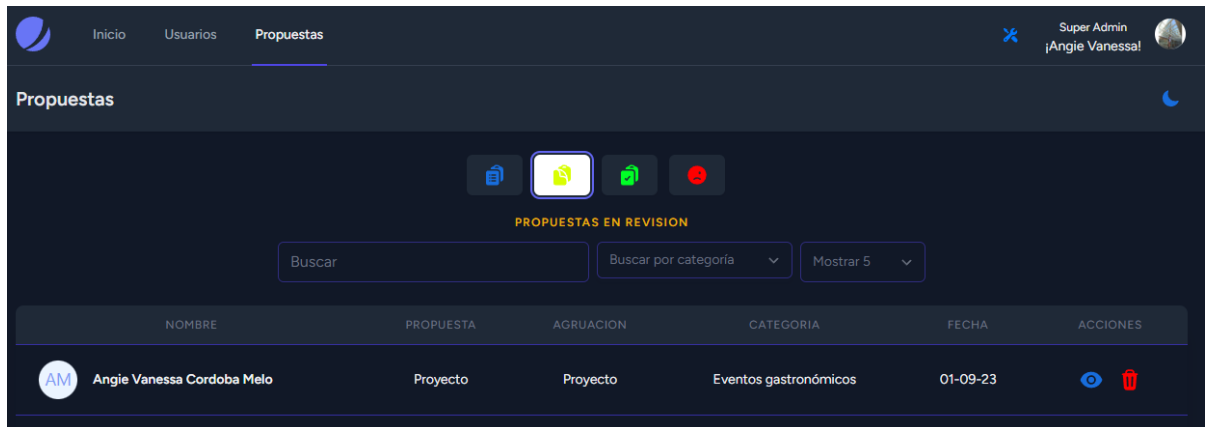 Inicio Usuarios Propuestas
Super Admin
¡Angie Vanessa!
Propuestas
PROPUESTAS EN REVISION
Buscar Buscar por categoría Mostrar 5
NOMBRE PROPUESTA AGRUACION CATEGORIA FECHA ACCIONES
AM Angie Vanessa Cordoba Melo Proyecto Proyecto Eventos gastronómicos 01-09-23